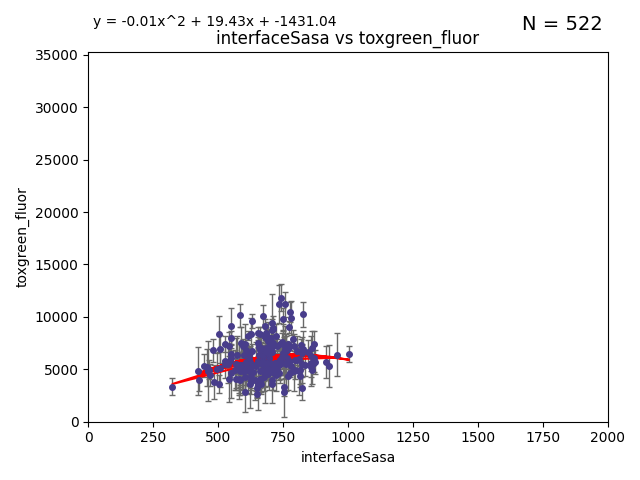 y = -0.01x^2 + 19.43x + -1431.04
N = 522
interfaceSasa vs toxgreen_fluor
35000
30000
25000
20000
15000
10000
5000
0
toxgreen_fluor
0 250 500 750 1000 1250 1500 1750 2000
interfaceSasa